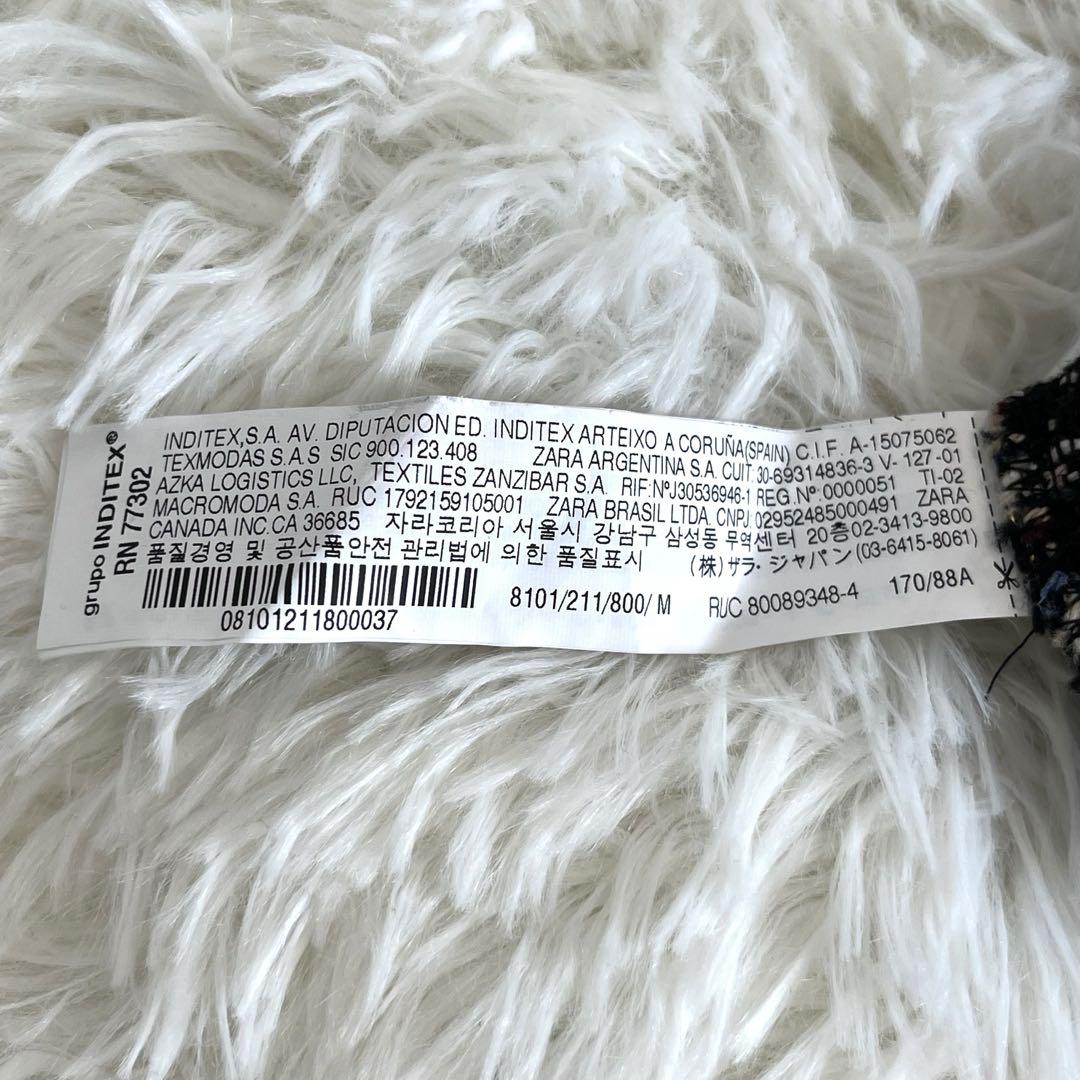 grupo INDITEX®
RN 77302
INDITEX,S.A. AV. DIPUTACION ED. INDITEX ARTEIXO A CORUÑA(SPAIN) C.I.F. A-15075062
TEXMODAS S.A.S SIC 900.123.408 ZARA ARGENTINA S.A. CUIT: 30-69314836-3 V- 127-01
AZKA LOGISTICS LLC, TEXTILES ZANZIBAR S.A. RIF:NºJ30536946-1 REG.Nº:0000051 TI-02
MACROMODA S.A. RUC 1792159105001 ZARA BRASIL LTDA. CNPJ:02952485000491 ZARA
CANADA INC.CA 36685 자라코리아 서울시 강남구 삼성동 무역센터 20층02-3413-9800
품질경영 및 공산품안전 관리법에 의한 품질표시 (株) ザラ・ジャパン (03-6415-8061)
08101211800037 8101/211/800/ M RUC 80089348-4 170/88A